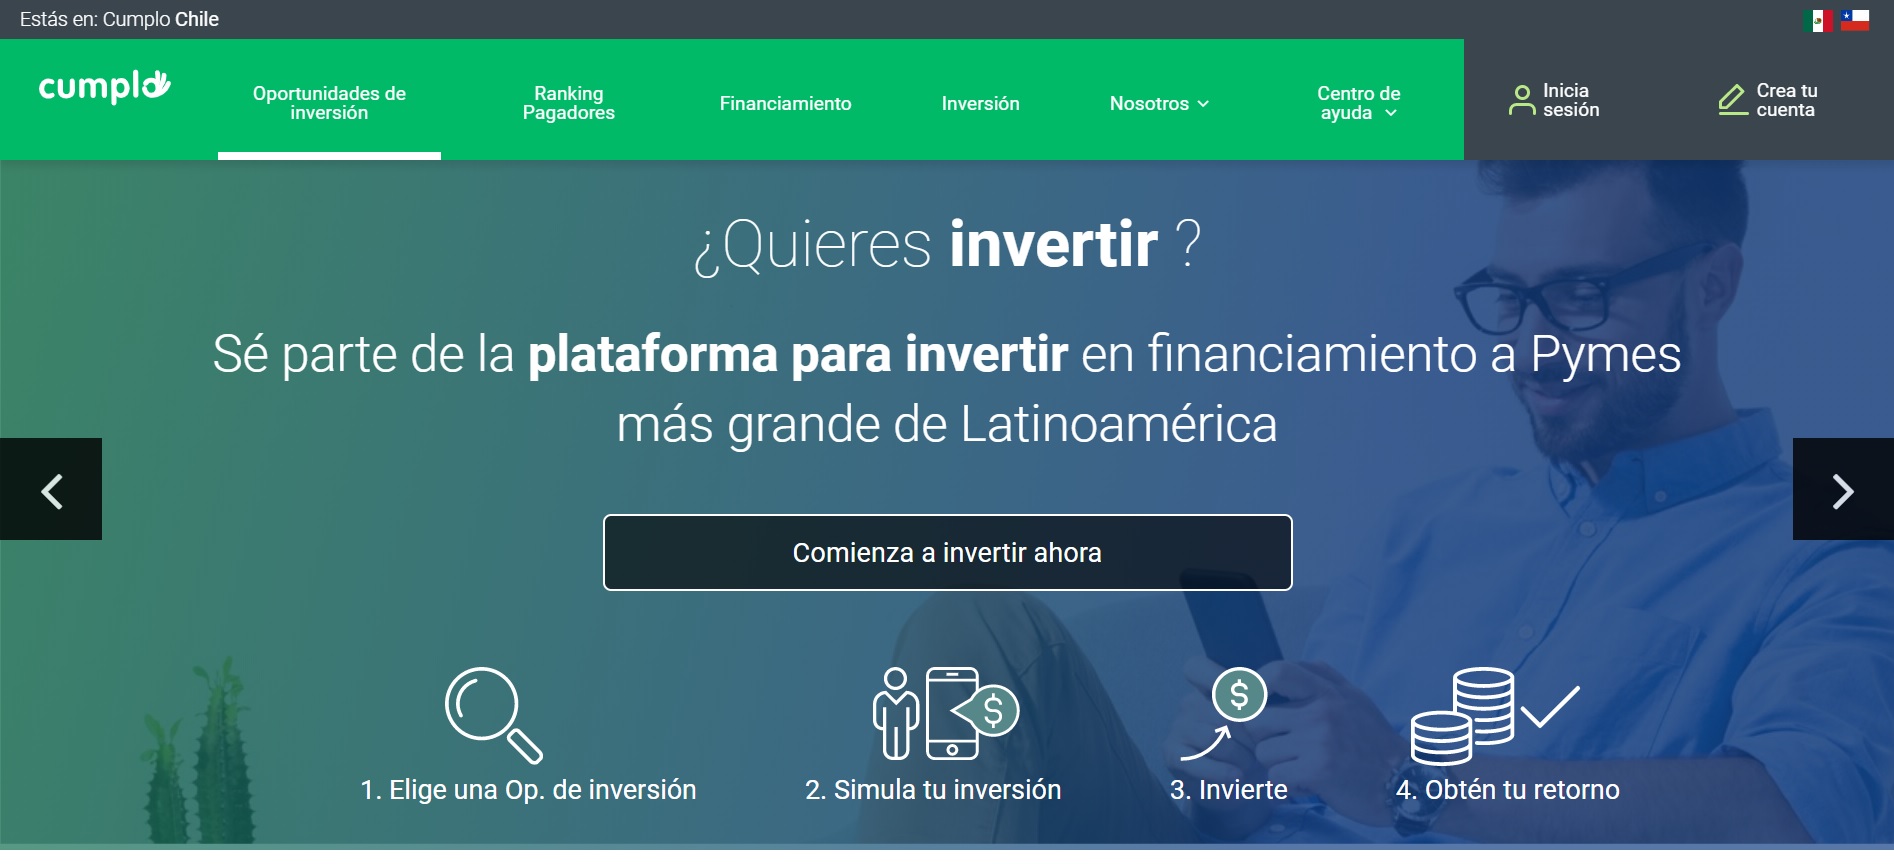 Estás en: Cumplo Chile
cumplo
Oportunidades de
inversión
Ranking
Pagadores
Financiamiento
Inversión
Nosotros
Centro de
ayuda
Inicia
sesión
Crea tu
cuenta
¿Quieres invertir ?
Sé parte de la plataforma para invertir en financiamiento a Pymes
más grande de Latinoamérica
Comienza a invertir ahora
$
$
1. Elige una Op. de inversión
2. Simula tu inversión
3. Invierte
4. Obtén tu retorno